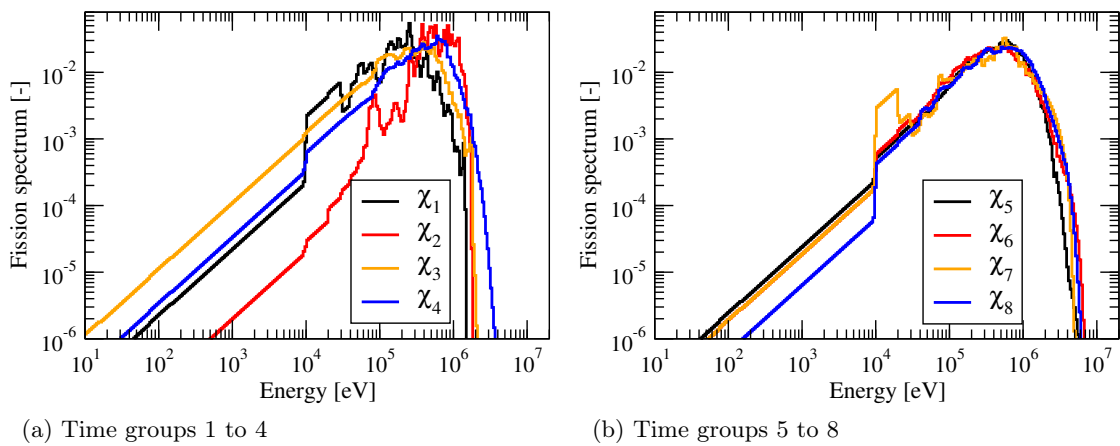 Fission spectrum [-]
10^-2
10^-3
10^-4
10^-5
10^-6
χ1
χ2
χ3
χ4
10^1 10^2 10^3 10^4 10^5 10^6 10^7
Energy [eV]
(a) Time groups 1 to 4
Fission spectrum [-]
10^-2
10^-3
10^-4
10^-5
10^-6
χ5
χ6
χ7
χ8
10^1 10^2 10^3 10^4 10^5 10^6 10^7
Energy [eV]
(b) Time groups 5 to 8